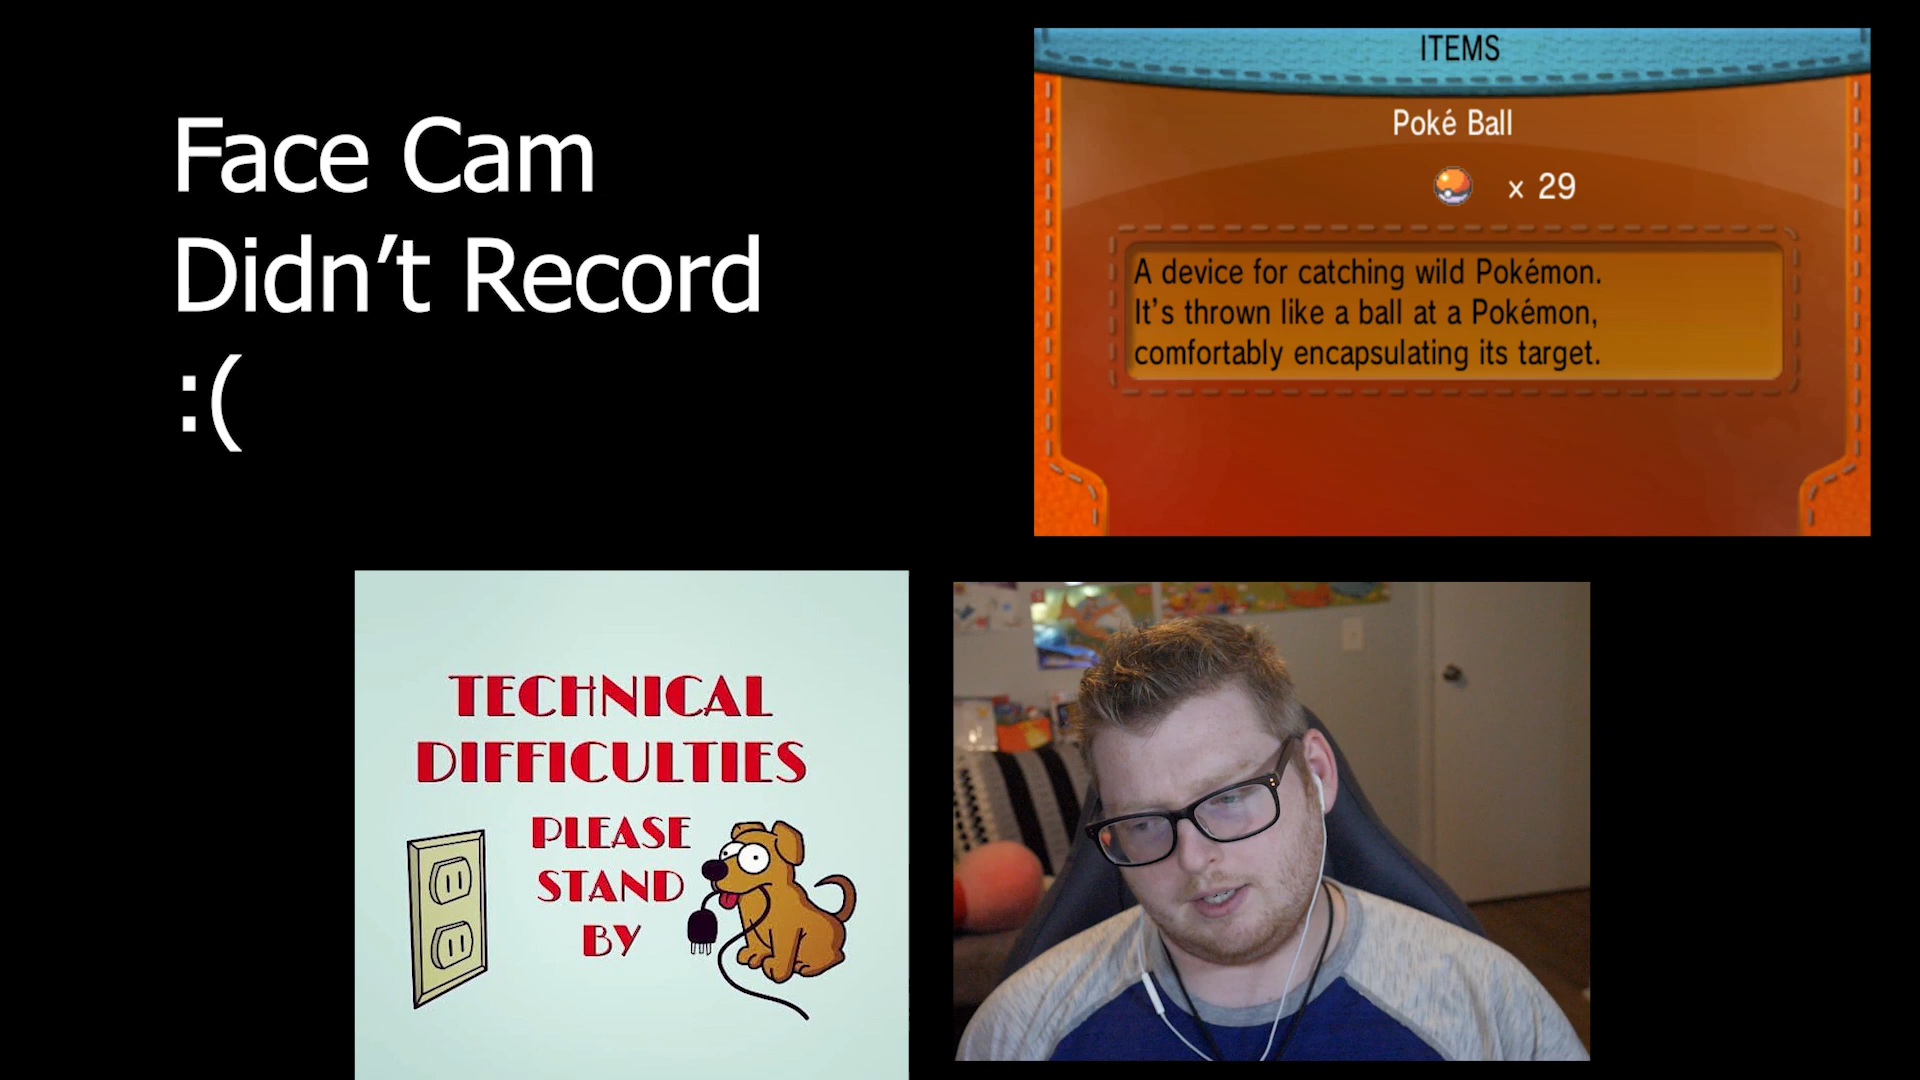 Face Cam
Didn't Record
:(
ITEMS
Poké Ball
x 29
A device for catching wild Pokémon.
It's thrown like a ball at a Pokémon,
comfortably encapsulating its target.
TECHNICAL
DIFFICULTIES
PLEASE
STAND
BY